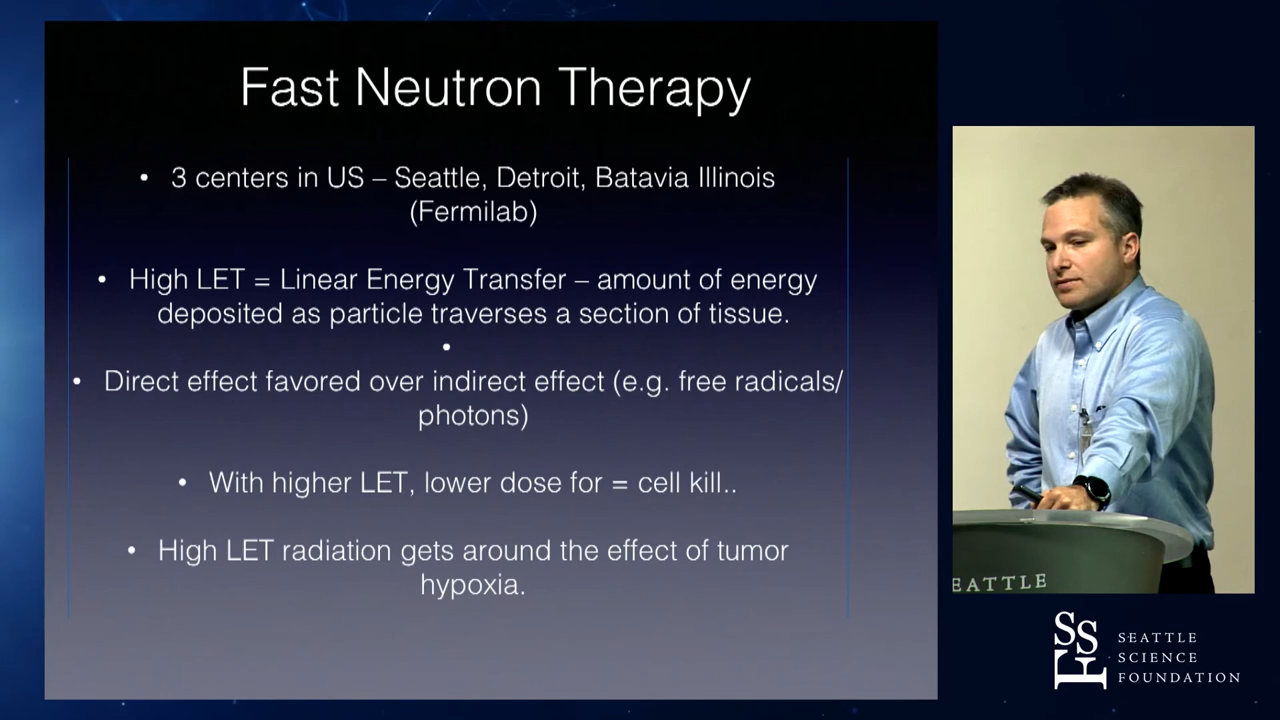 Fast Neutron Therapy
• 3 centers in US – Seattle, Detroit, Batavia Illinois
(Fermilab)
• High LET = Linear Energy Transfer – amount of energy
deposited as particle traverses a section of tissue.
•
• Direct effect favored over indirect effect (e.g. free radicals/
photons)
• With higher LET, lower dose for = cell kill..
• High LET radiation gets around the effect of tumor
hypoxia.
EATTLE
SSF
SEATTLE
SCIENCE
FOUNDATION